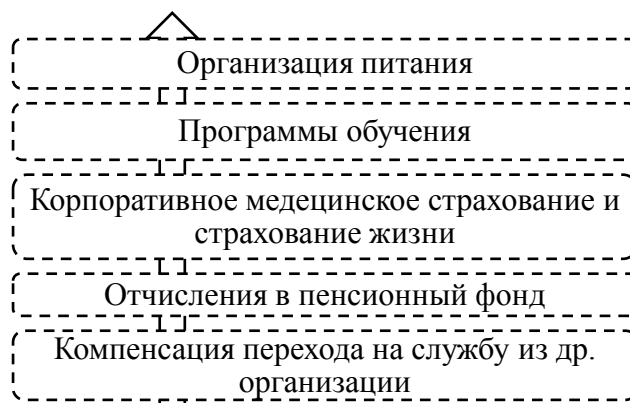 Организация питания
Программы обучения
Корпоративное медецинское страхование и
страхование жизни
Отчисления в пенсионный фонд
Компенсация перехода на службу из др.
организации